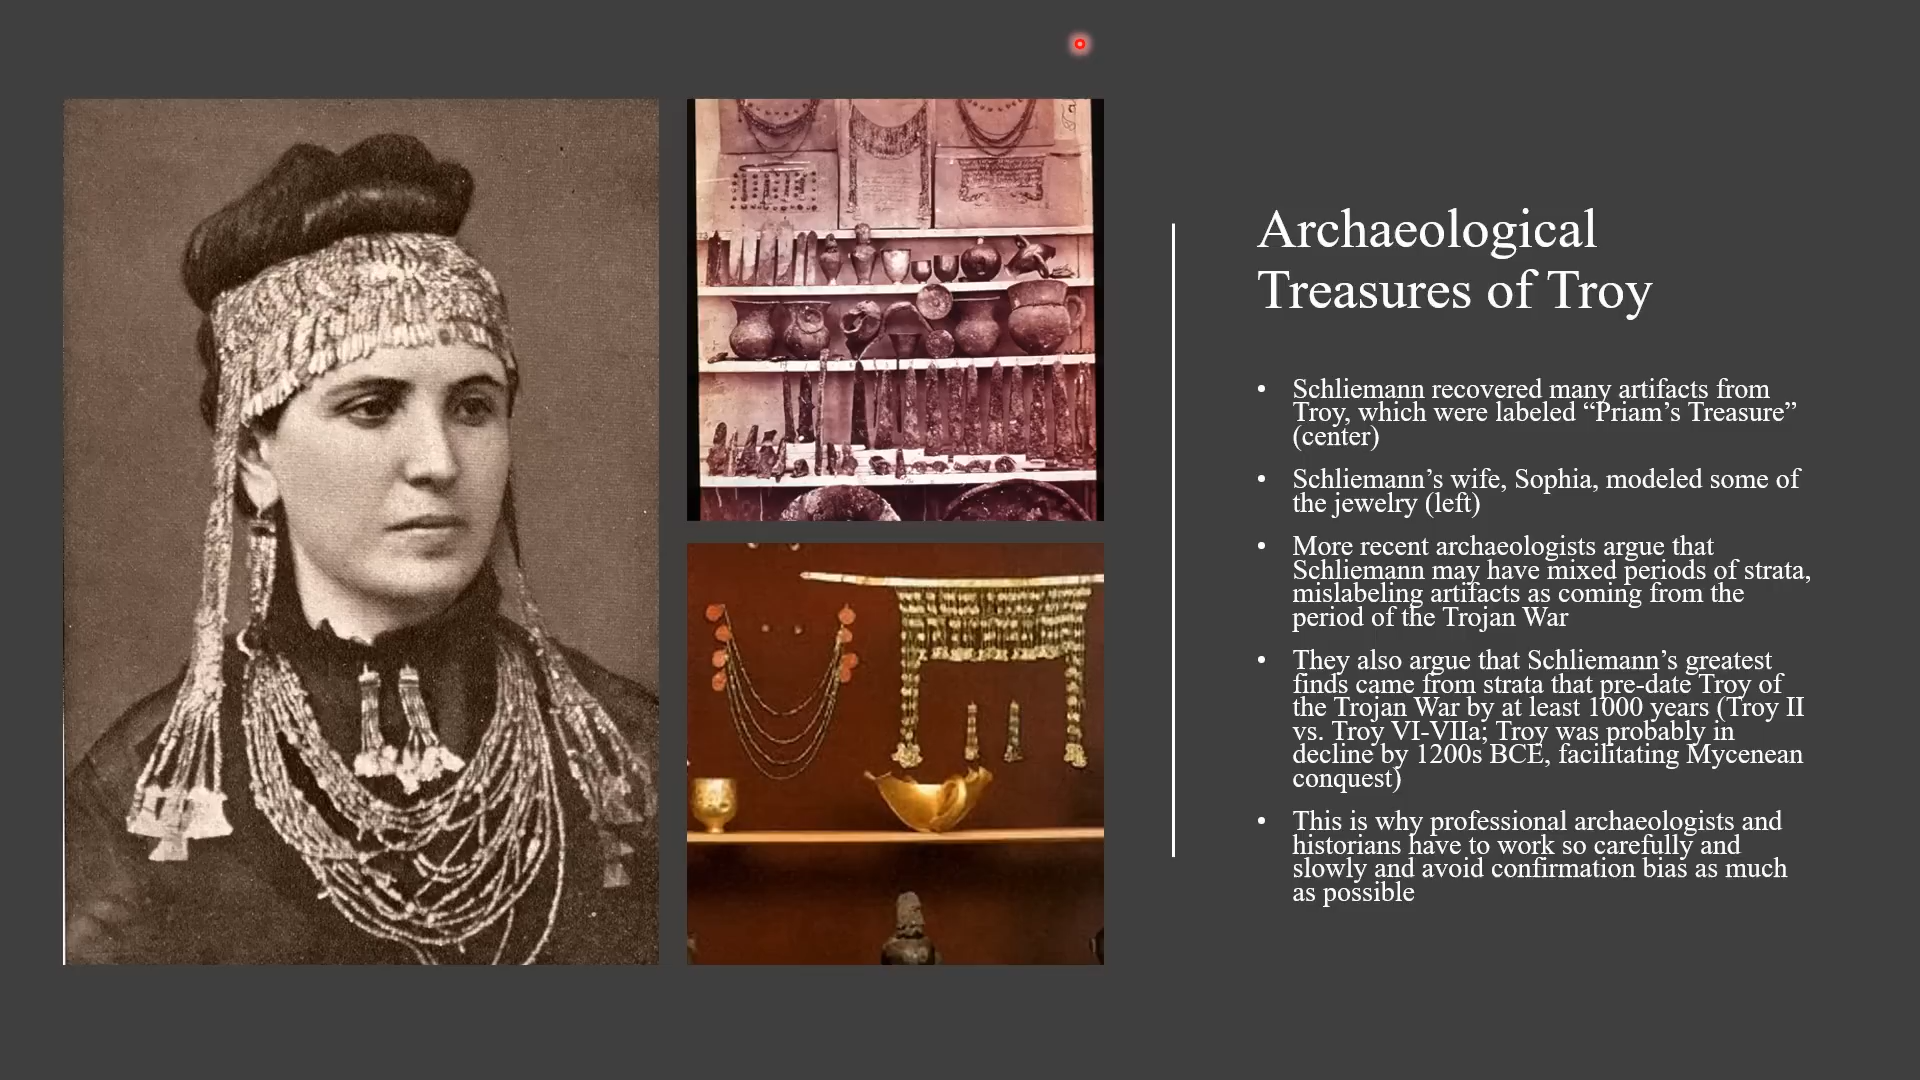 Archaeological
Treasures of Troy
• Schliemann recovered many artifacts from
Troy, which were labeled “Priam’s Treasure”
(center)
• Schliemann’s wife, Sophia, modeled some of
the jewelry (left)
• More recent archaeologists argue that
Schliemann may have mixed periods of strata,
mislabeling artifacts as coming from the
period of the Trojan War
• They also argue that Schliemann’s greatest
finds came from strata that pre-date Troy of
the Trojan War by at least 1000 years (Troy II
vs. Troy VI-VIIa; Troy was probably in
decline by 1200s BCE, facilitating Mycenean
conquest)
• This is why professional archaeologists and
historians have to work so carefully and
slowly and avoid confirmation bias as much
as possible